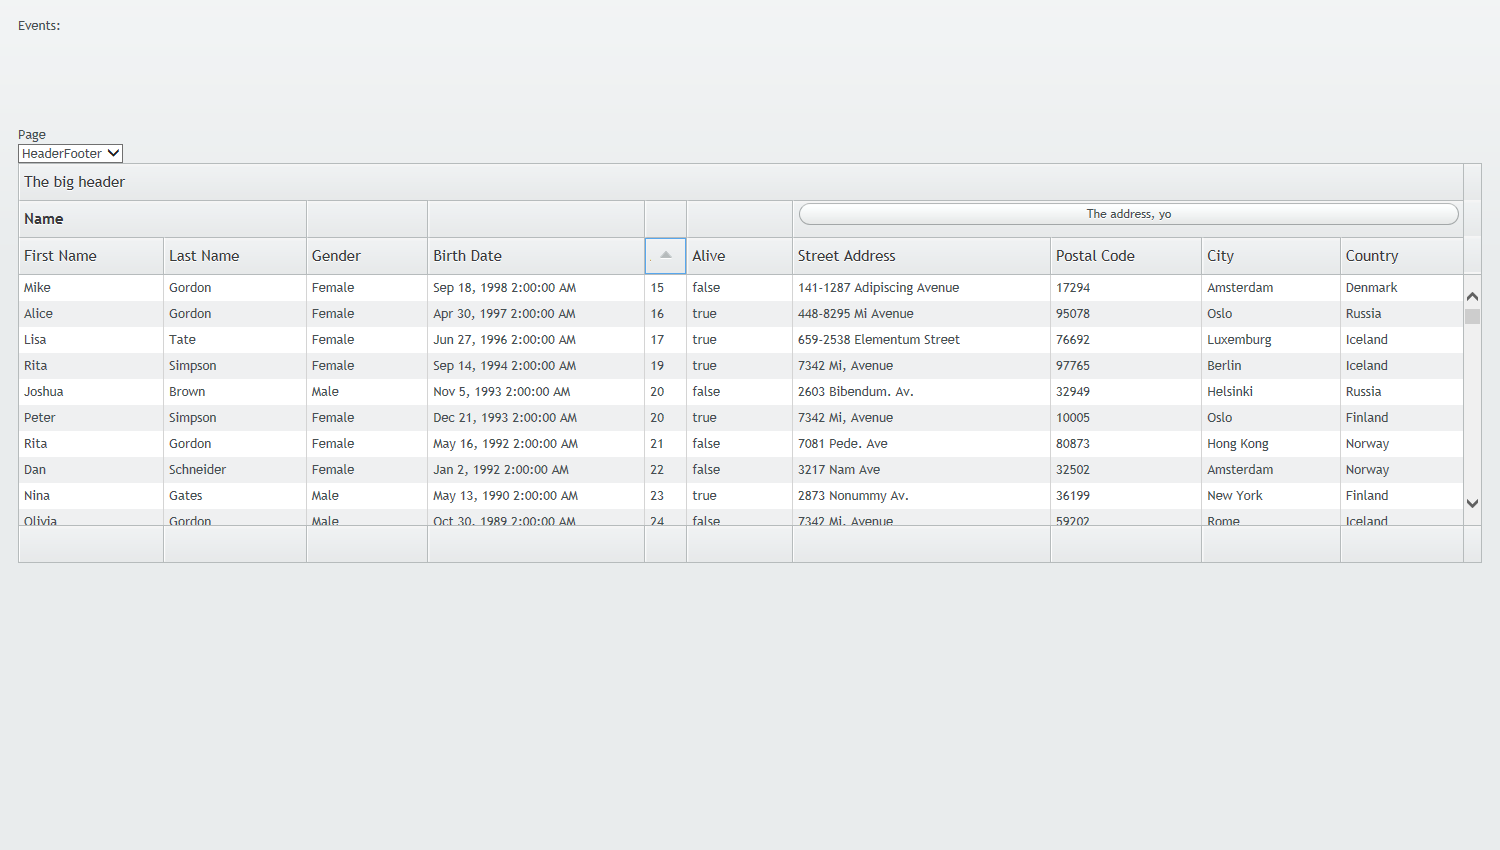 Events:
Page
HeaderFooter
The big header
Name The address, yo
First Name Last Name Gender Birth Date Alive Street Address Postal Code City Country
Mike Gordon Female Sep 18, 1998 2:00:00 AM 15 false 141-1287 Adipiscing Avenue 17294 Amsterdam Denmark
Alice Gordon Female Apr 30, 1997 2:00:00 AM 16 true 448-8295 Mi Avenue 95078 Oslo Russia
Lisa Tate Female Jun 27, 1996 2:00:00 AM 17 true 659-2538 Elementum Street 76692 Luxemburg Iceland
Rita Simpson Female Sep 14, 1994 2:00:00 AM 19 true 7342 Mi, Avenue 97765 Berlin Iceland
Joshua Brown Male Nov 5, 1993 2:00:00 AM 20 false 2603 Bibendum. Av. 32949 Helsinki Russia
Peter Simpson Female Dec 21, 1993 2:00:00 AM 20 true 7342 Mi, Avenue 10005 Oslo Finland
Rita Gordon Female May 16, 1992 2:00:00 AM 21 false 7081 Pede. Ave 80873 Hong Kong Norway
Dan Schneider Female Jan 2, 1992 2:00:00 AM 22 false 3217 Nam Ave 32502 Amsterdam Norway
Nina Gates Male May 13, 1990 2:00:00 AM 23 true 2873 Nonummy Av. 36199 New York Finland
Olivia Gordon Male Oct 30, 1989 2:00:00 AM 24 false 7342 Mi, Avenue 59202 Rome Iceland